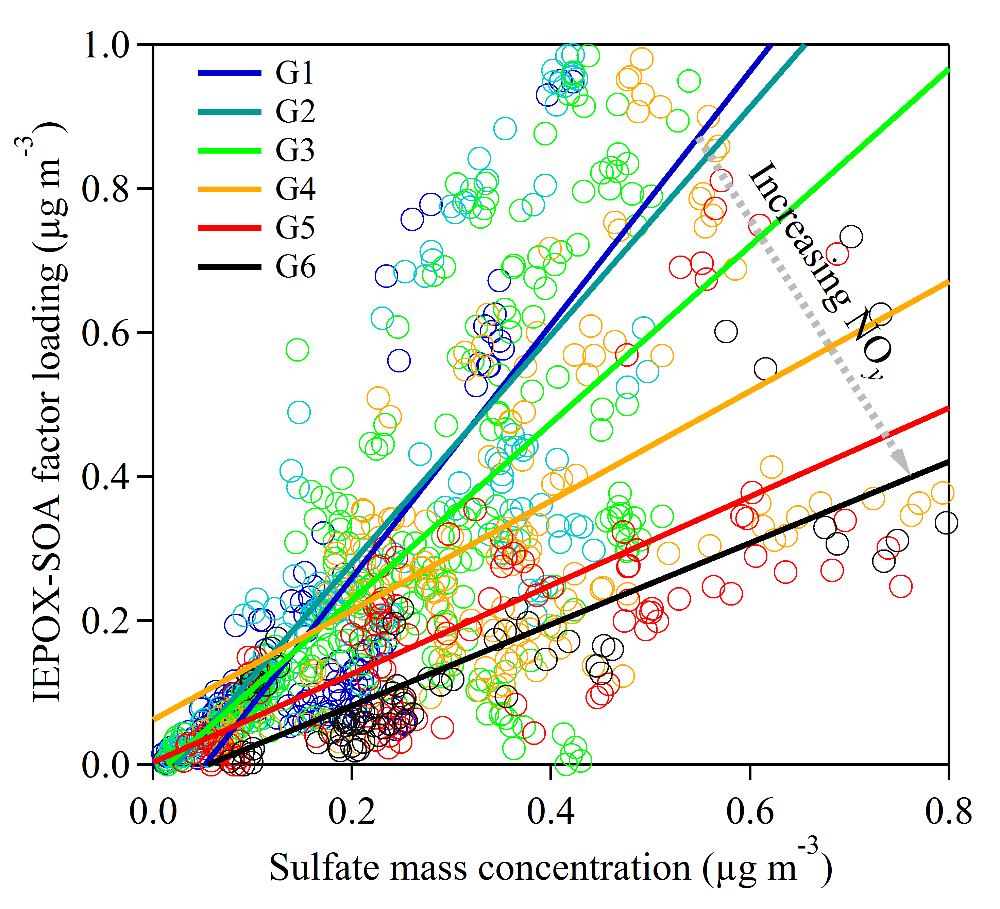 1.0
0.8
0.6
0.4
0.2
0.0
IEPOX-SOA factor loading (µg m-3)
G1
G2
G3
G4
G5
G6
Increasing NOy
0.0 0.2 0.4 0.6 0.8
Sulfate mass concentration (µg m-3)